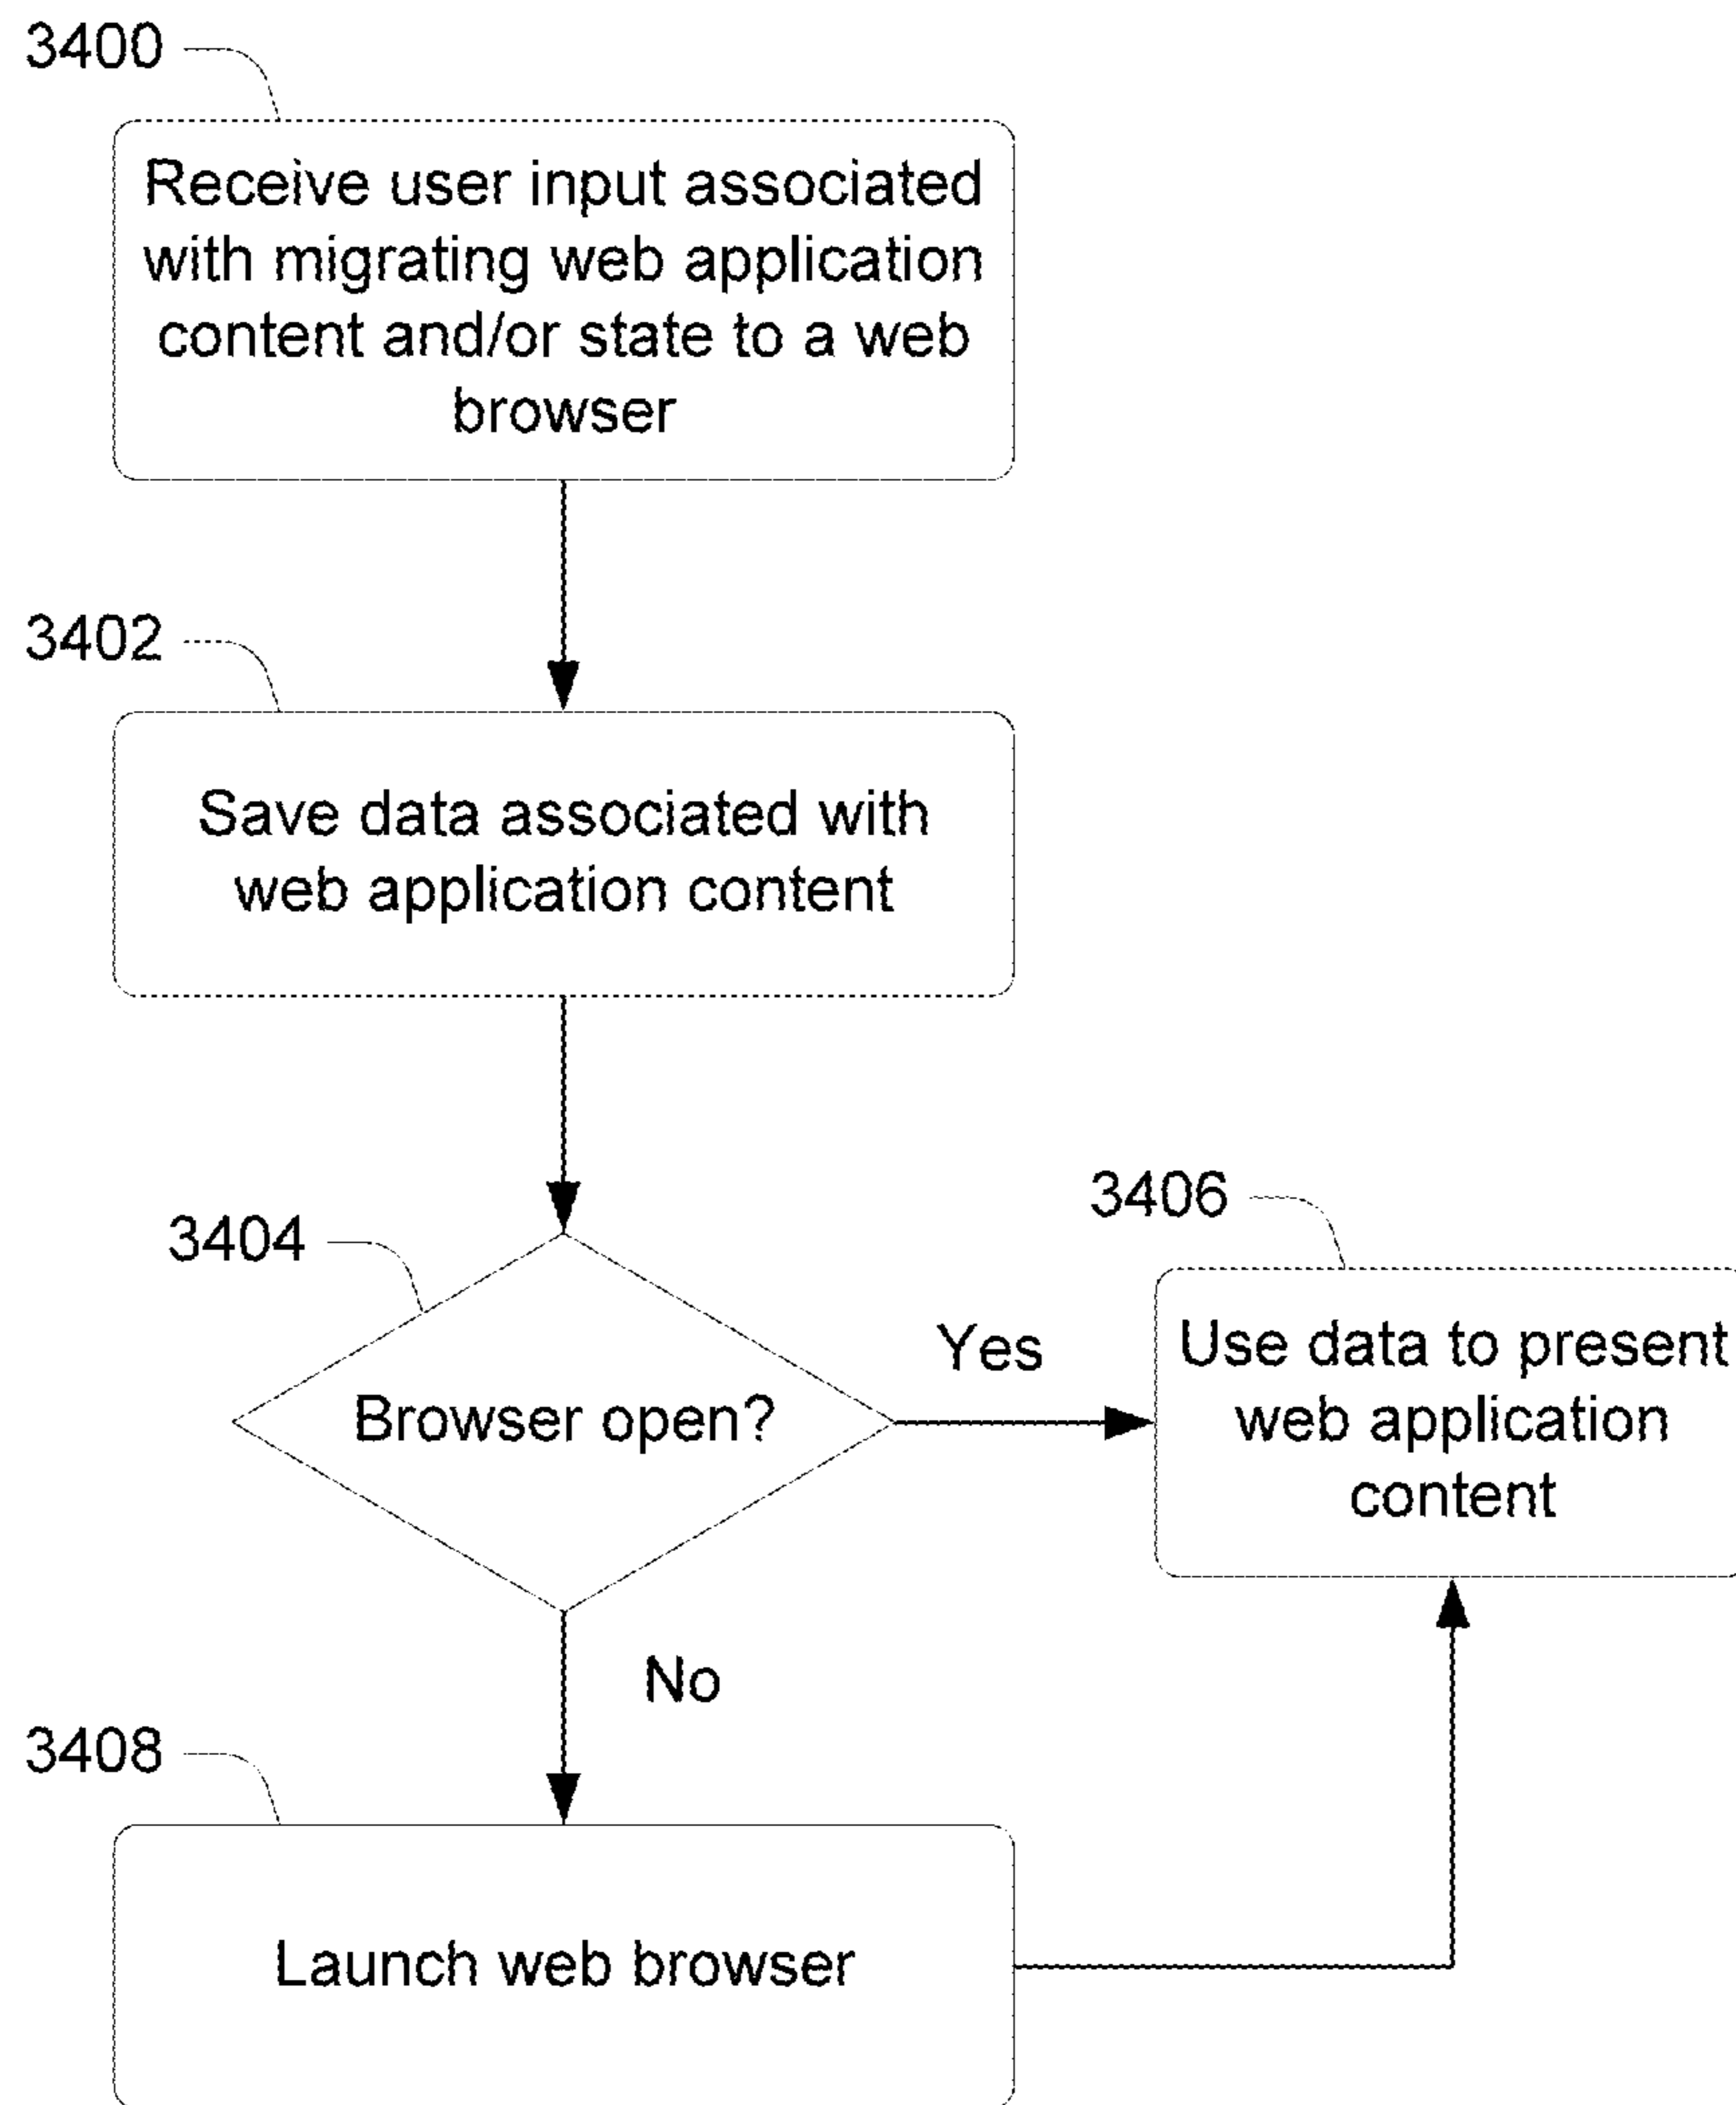 3400
Receive user input associated
with migrating web application
content and/or state to a web
browser
3402
Save data associated with
web application content
3404
Browser open?
Yes
3406
Use data to present
web application
content
No
3408
Launch web browser